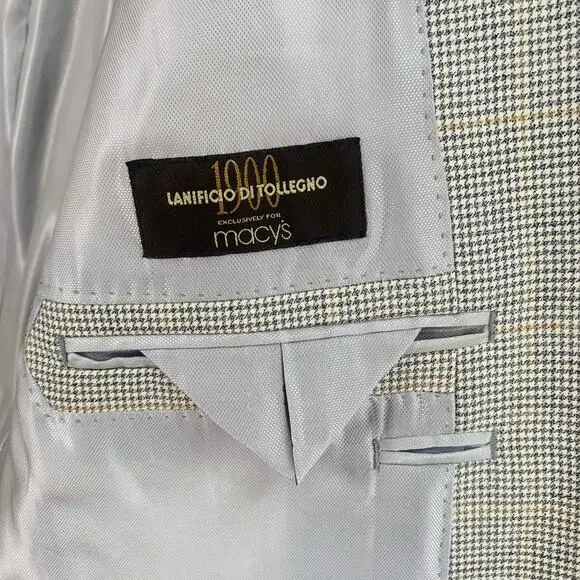 1900
LANIFICIO DI TOLLEGNO
EXCLUSIVELY FOR
macy's